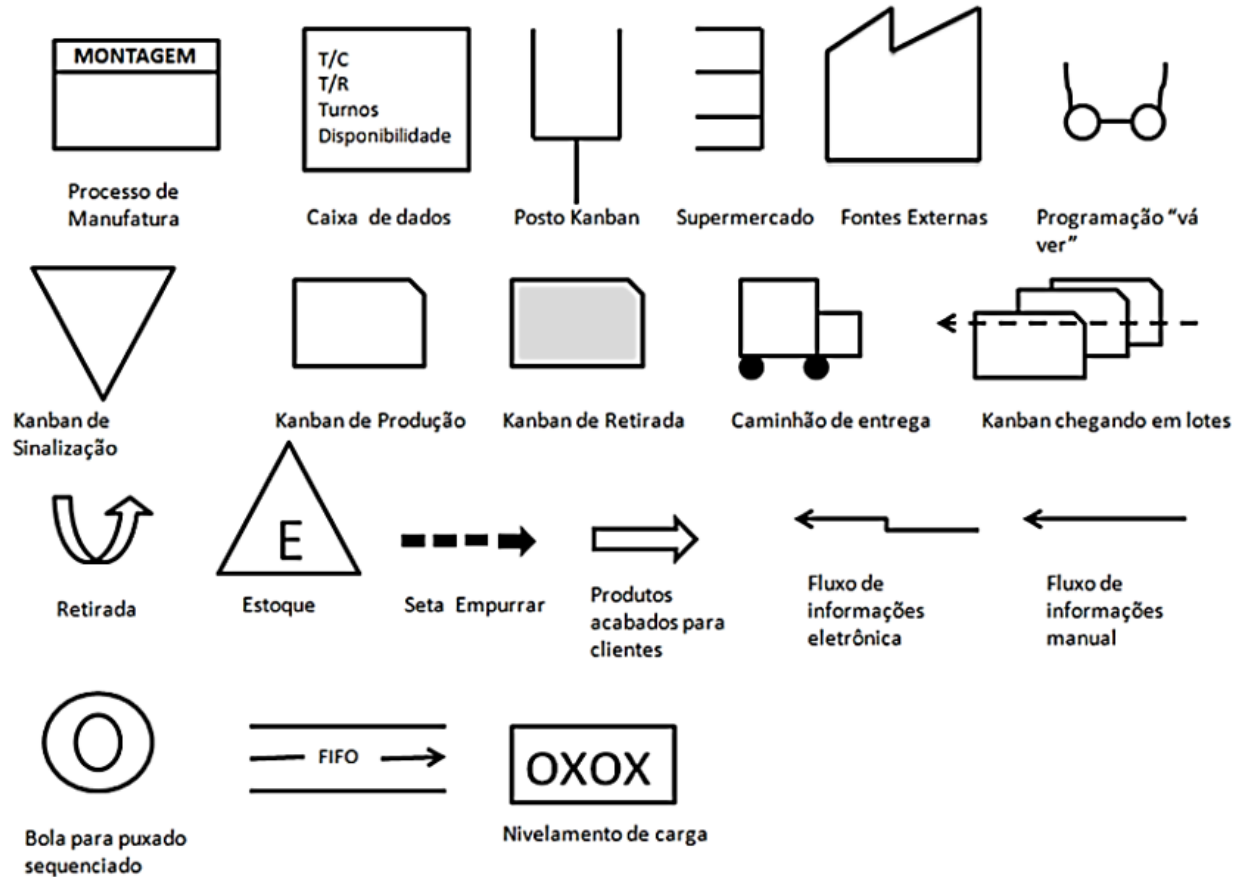 MONTAGEM
T/C
T/R
Turnos
Disponibilidade
Processo de
Manufatura
Caixa de dados
Posto Kanban
Supermercado
Fontes Externas
Programação “vá
ver”
Kanban de
Sinalização
Kanban de Produção
Kanban de Retirada
Caminhão de entrega
Kanban chegando em lotes
E
Retirada
Estoque
Seta Empurrar
Produtos
acabados para
clientes
Fluxo de
informações
eletrônica
Fluxo de
informações
manual
FIFO
OXOX
Bola para puxado
sequenciado
Nivelamento de carga